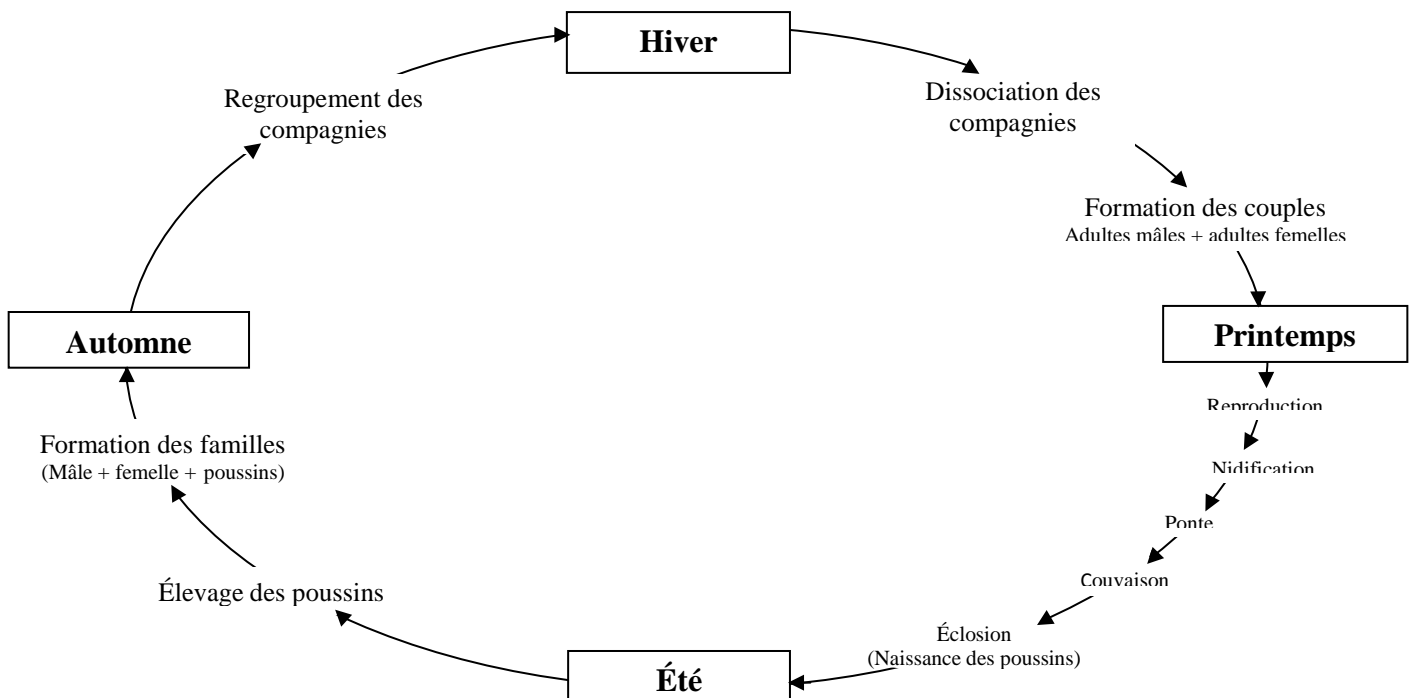 Hiver
Regroupement des
compagnies
Dissociation des
compagnies
Formation des couples
Adultes mâles + adultes femelles
Automne
Printemps
Reproduction
Nidification
Ponte
Couvaison
Éclosion
(Naissance des poussins)
Formation des familles
(Mâle + femelle + poussins)
Élevage des poussins
Été